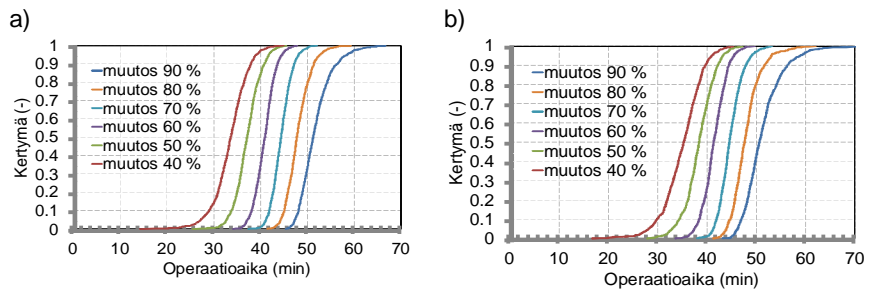 a)
1
0.9
0.8
0.7
0.6
0.5
0.4
0.3
0.2
0.1
0
Kertymä (-)
muutos 90 %
muutos 80 %
muutos 70 %
muutos 60 %
muutos 50 %
muutos 40 %
0 10 20 30 40 50 60 70
Operaatioaika (min)
b)
1
0.9
0.8
0.7
0.6
0.5
0.4
0.3
0.2
0.1
0
Kertymä (-)
muutos 90 %
muutos 80 %
muutos 70 %
muutos 60 %
muutos 50 %
muutos 40 %
0 10 20 30 40 50 60 70
Operaatioaika (min)